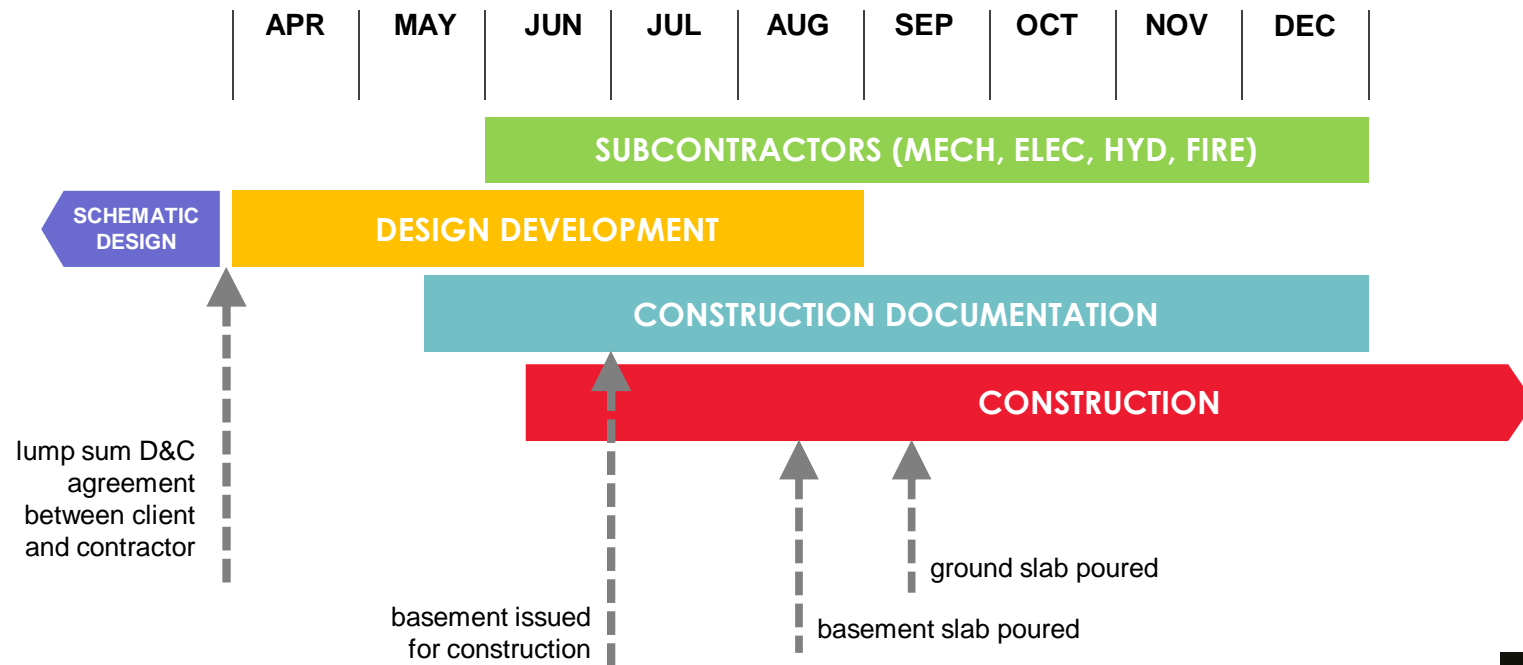 APR MAY JUN JUL AUG SEP OCT NOV DEC
SUBCONTRACTORS (MECH, ELEC, HYD, FIRE)
SCHEMATIC
DESIGN
DESIGN DEVELOPMENT
CONSTRUCTION DOCUMENTATION
CONSTRUCTION
lump sum D&C
agreement
between client
and contractor
ground slab poured
basement issued
for construction
basement slab poured